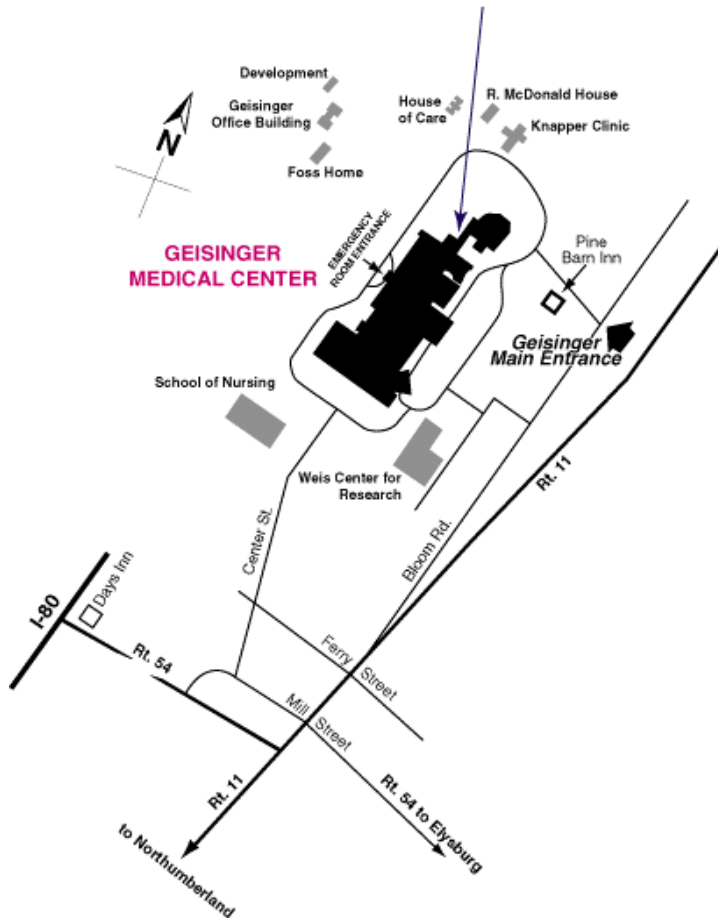 Development
Geisinger
Office Building
Foss Home
House
of Care
R. McDonald House
Knapper Clinic
N
GEISINGER
MEDICAL CENTER
EMERGENCY
ROOM ENTRANCE
Pine
Barn Inn
Geisinger
Main Entrance
School of Nursing
Weis Center for
Research
Rt. 11
Center St.
Bloom Rd.
I-80
Days Inn
Rt. 54
Ferry Street
Mill Street
Rt. 11
Rt. 54 to Elysburg
to Northumberland